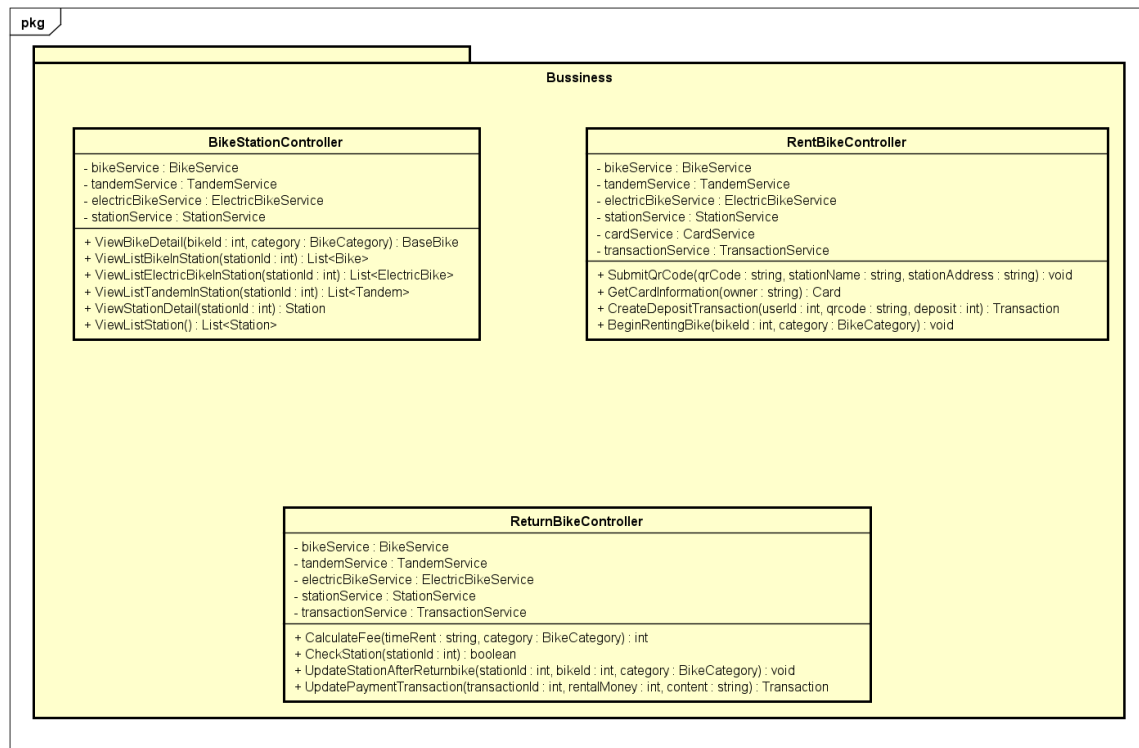 pkg
Bussiness
BikeStationController
- bikeService : BikeService
- tandemService : TandemService
- electricBikeService : ElectricBikeService
- stationService : StationService
+ ViewBikeDetail(bikeId : int, category : BikeCategory) : BaseBike
+ ViewListBikeInStation(stationId : int) : List<Bike>
+ ViewListElectricBikeInStation(stationId : int) : List<ElectricBike>
+ ViewListTandemInStation(stationId : int) : List<Tandem>
+ ViewStationDetail(stationId : int) : Station
+ ViewListStation() : List<Station>
RentBikeController
- bikeService : BikeService
- tandemService : TandemService
- electricBikeService : ElectricBikeService
- stationService : StationService
- cardService : CardService
- transactionService : TransactionService
+ SubmitQrCode(qrCode : string, stationName : string, stationAddress : string) : void
+ GetCardInformation(owner : string) : Card
+ CreateDepositTransaction(userId : int, qrcode : string, deposit : int) : Transaction
+ BeginRentingBike(bikeId : int, category : BikeCategory) : void
ReturnBikeController
- bikeService : BikeService
- tandemService : TandemService
- electricBikeService : ElectricBikeService
- stationService : StationService
- transactionService : TransactionService
+ CalculateFee(timeRent : string, category : BikeCategory) : int
+ CheckStation(stationId : int) : boolean
+ UpdateStationAfterReturnbike(stationId : int, bikeId : int, category : BikeCategory) : void
+ UpdatePaymentTransaction(transactionId : int, rentalMoney : int, content : string) : Transaction